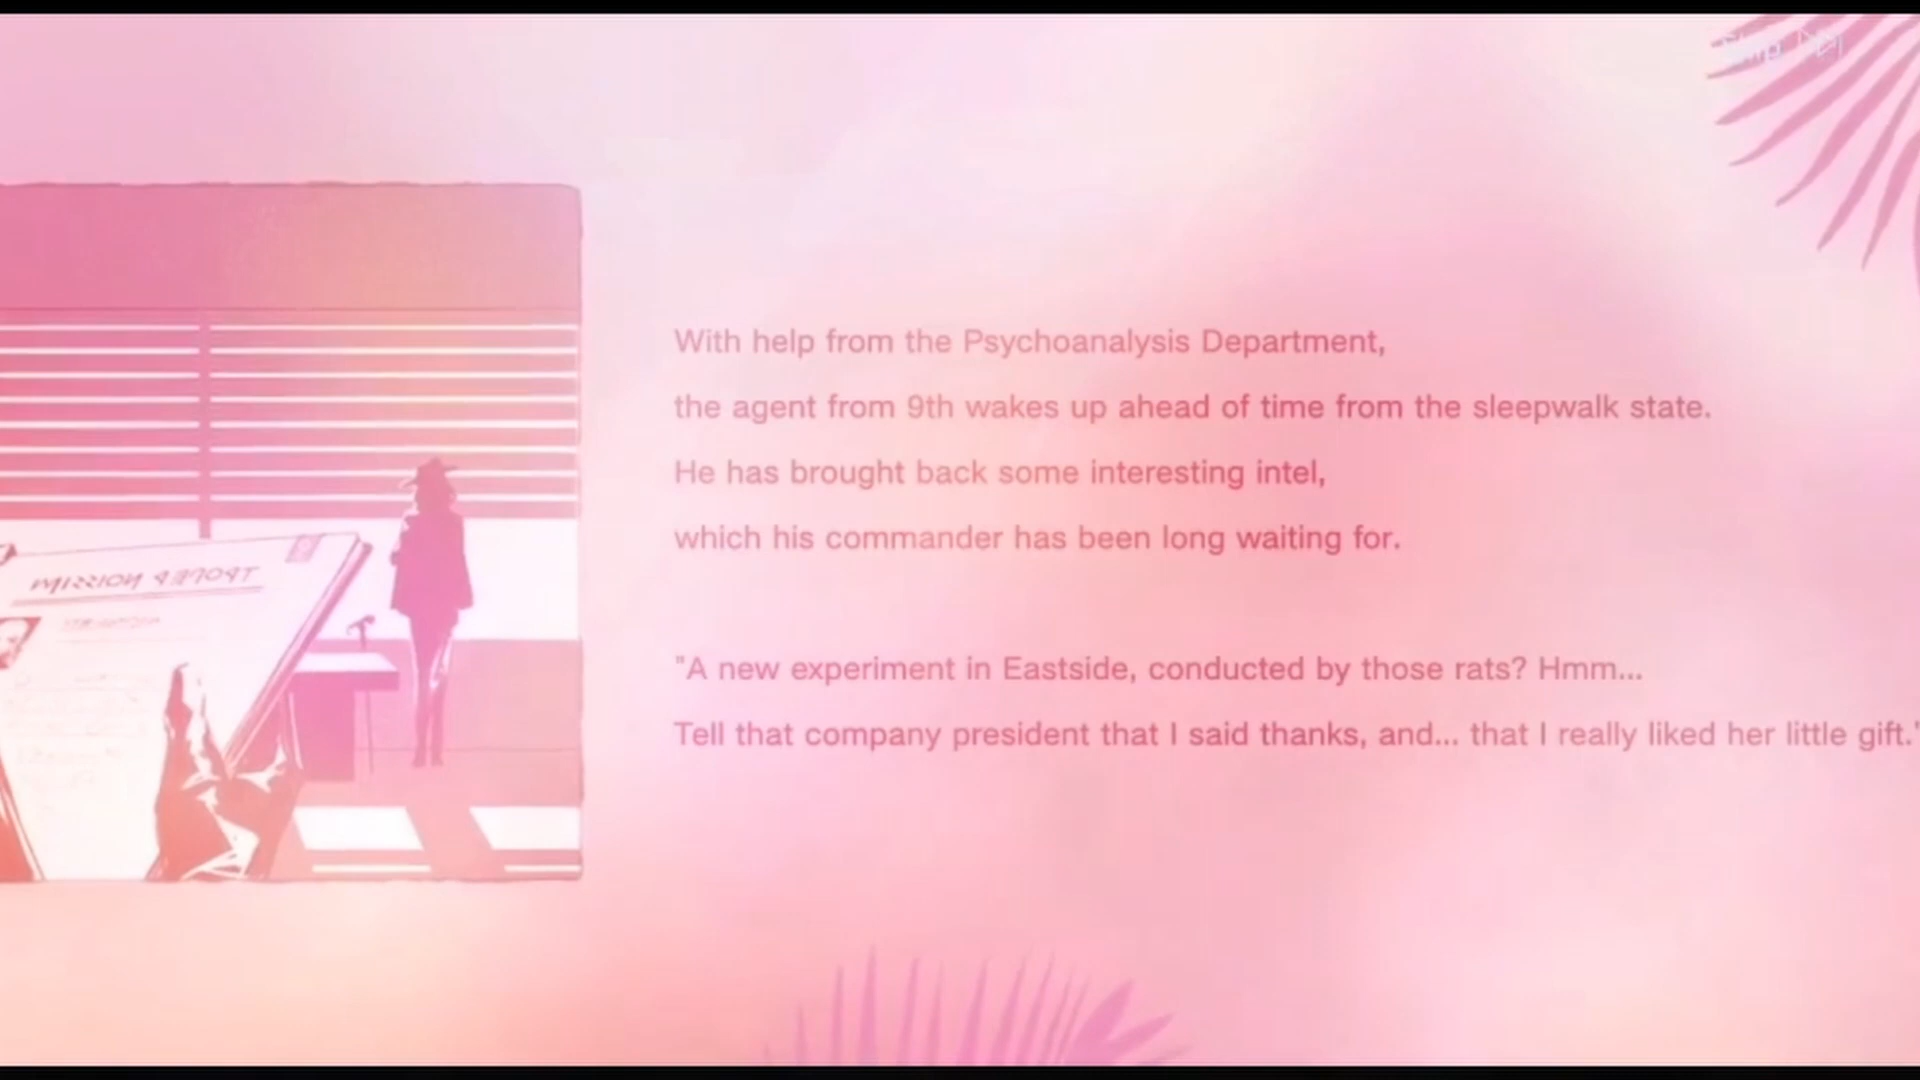 Skip
With help from the Psychoanalysis Department,
the agent from 9th wakes up ahead of time from the sleepwalk state.
He has brought back some interesting intel,
which his commander has been long waiting for.
"A new experiment in Eastside, conducted by those rats? Hmm...
Tell that company president that I said thanks, and... that I really liked her little gift."
MISSION REPORT